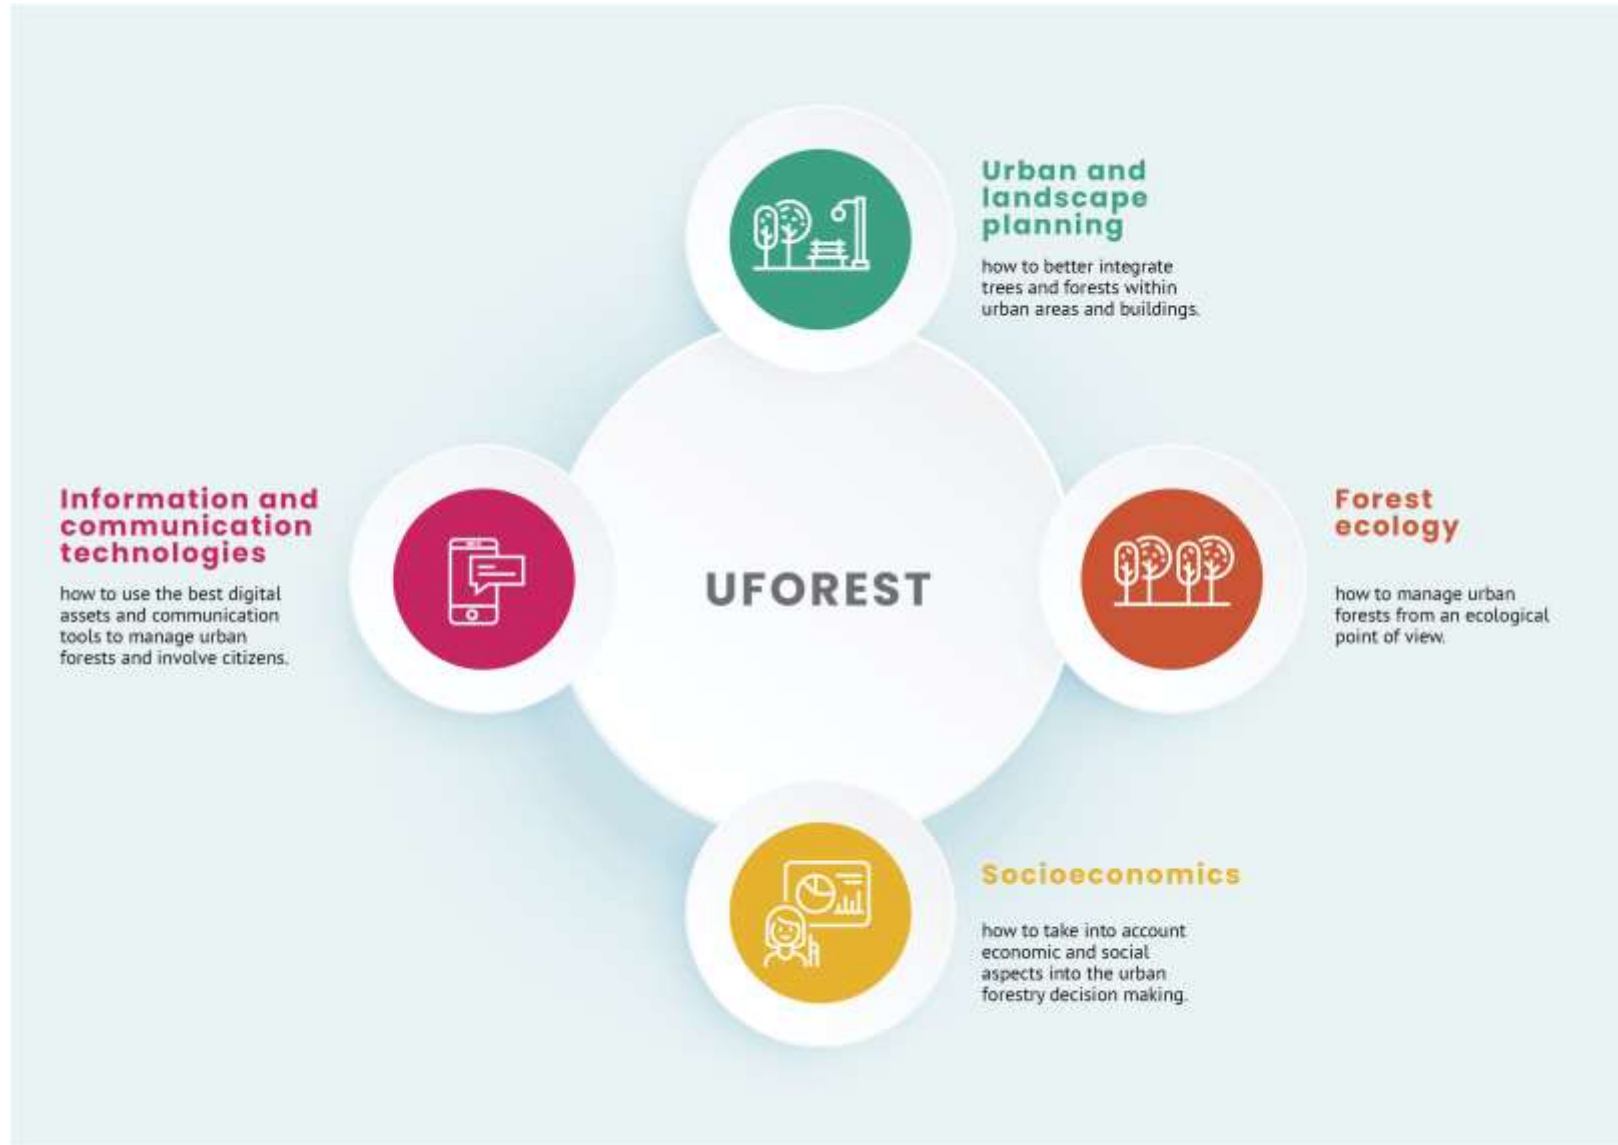 Urban and
landscape
planning
how to better integrate
trees and forests within
urban areas and buildings.
Information and
communication
technologies
how to use the best digital
assets and communication
tools to manage urban
forests and involve citizens.
UFOREST
Forest
ecology
how to manage urban
forests from an ecological
point of view.
Socioeconomics
how to take into account
economic and social
aspects into the urban
forestry decision making.